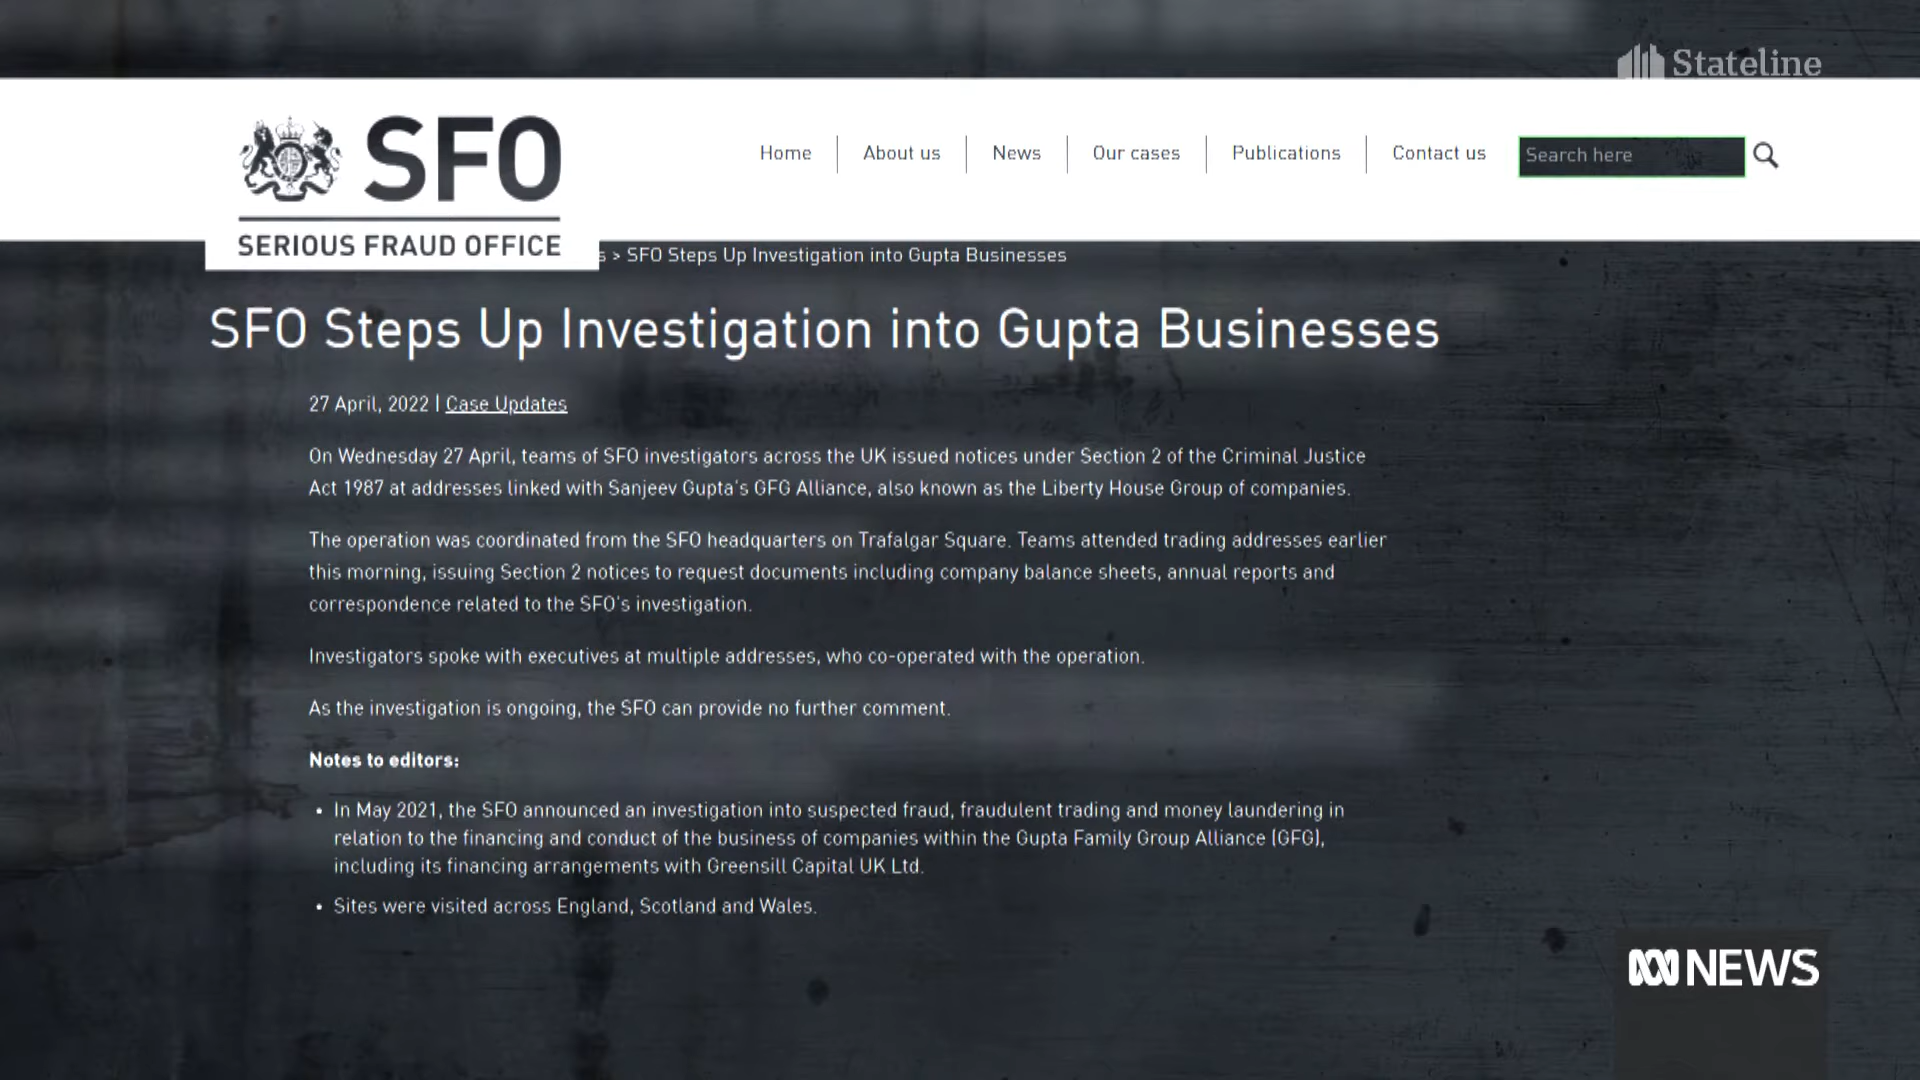 Stateline
SFO
SERIOUS FRAUD OFFICE
Home
About us
News
Our cases
Publications
Contact us
Search here
s > SFO Steps Up Investigation into Gupta Businesses
SFO Steps Up Investigation into Gupta Businesses
27 April, 2022 | Case Updates
On Wednesday 27 April, teams of SFO investigators across the UK issued notices under Section 2 of the Criminal Justice
Act 1987 at addresses linked with Sanjeev Gupta's GFG Alliance, also known as the Liberty House Group of companies.
The operation was coordinated from the SFO headquarters on Trafalgar Square. Teams attended trading addresses earlier
this morning, issuing Section 2 notices to request documents including company balance sheets, annual reports and
correspondence related to the SFO's investigation.
Investigators spoke with executives at multiple addresses, who co-operated with the operation.
As the investigation is ongoing, the SFO can provide no further comment.
Notes to editors:
• In May 2021, the SFO announced an investigation into suspected fraud, fraudulent trading and money laundering in
relation to the financing and conduct of the business of companies within the Gupta Family Group Alliance (GFG),
including its financing arrangements with Greensill Capital UK Ltd.
• Sites were visited across England, Scotland and Wales.
NEWS